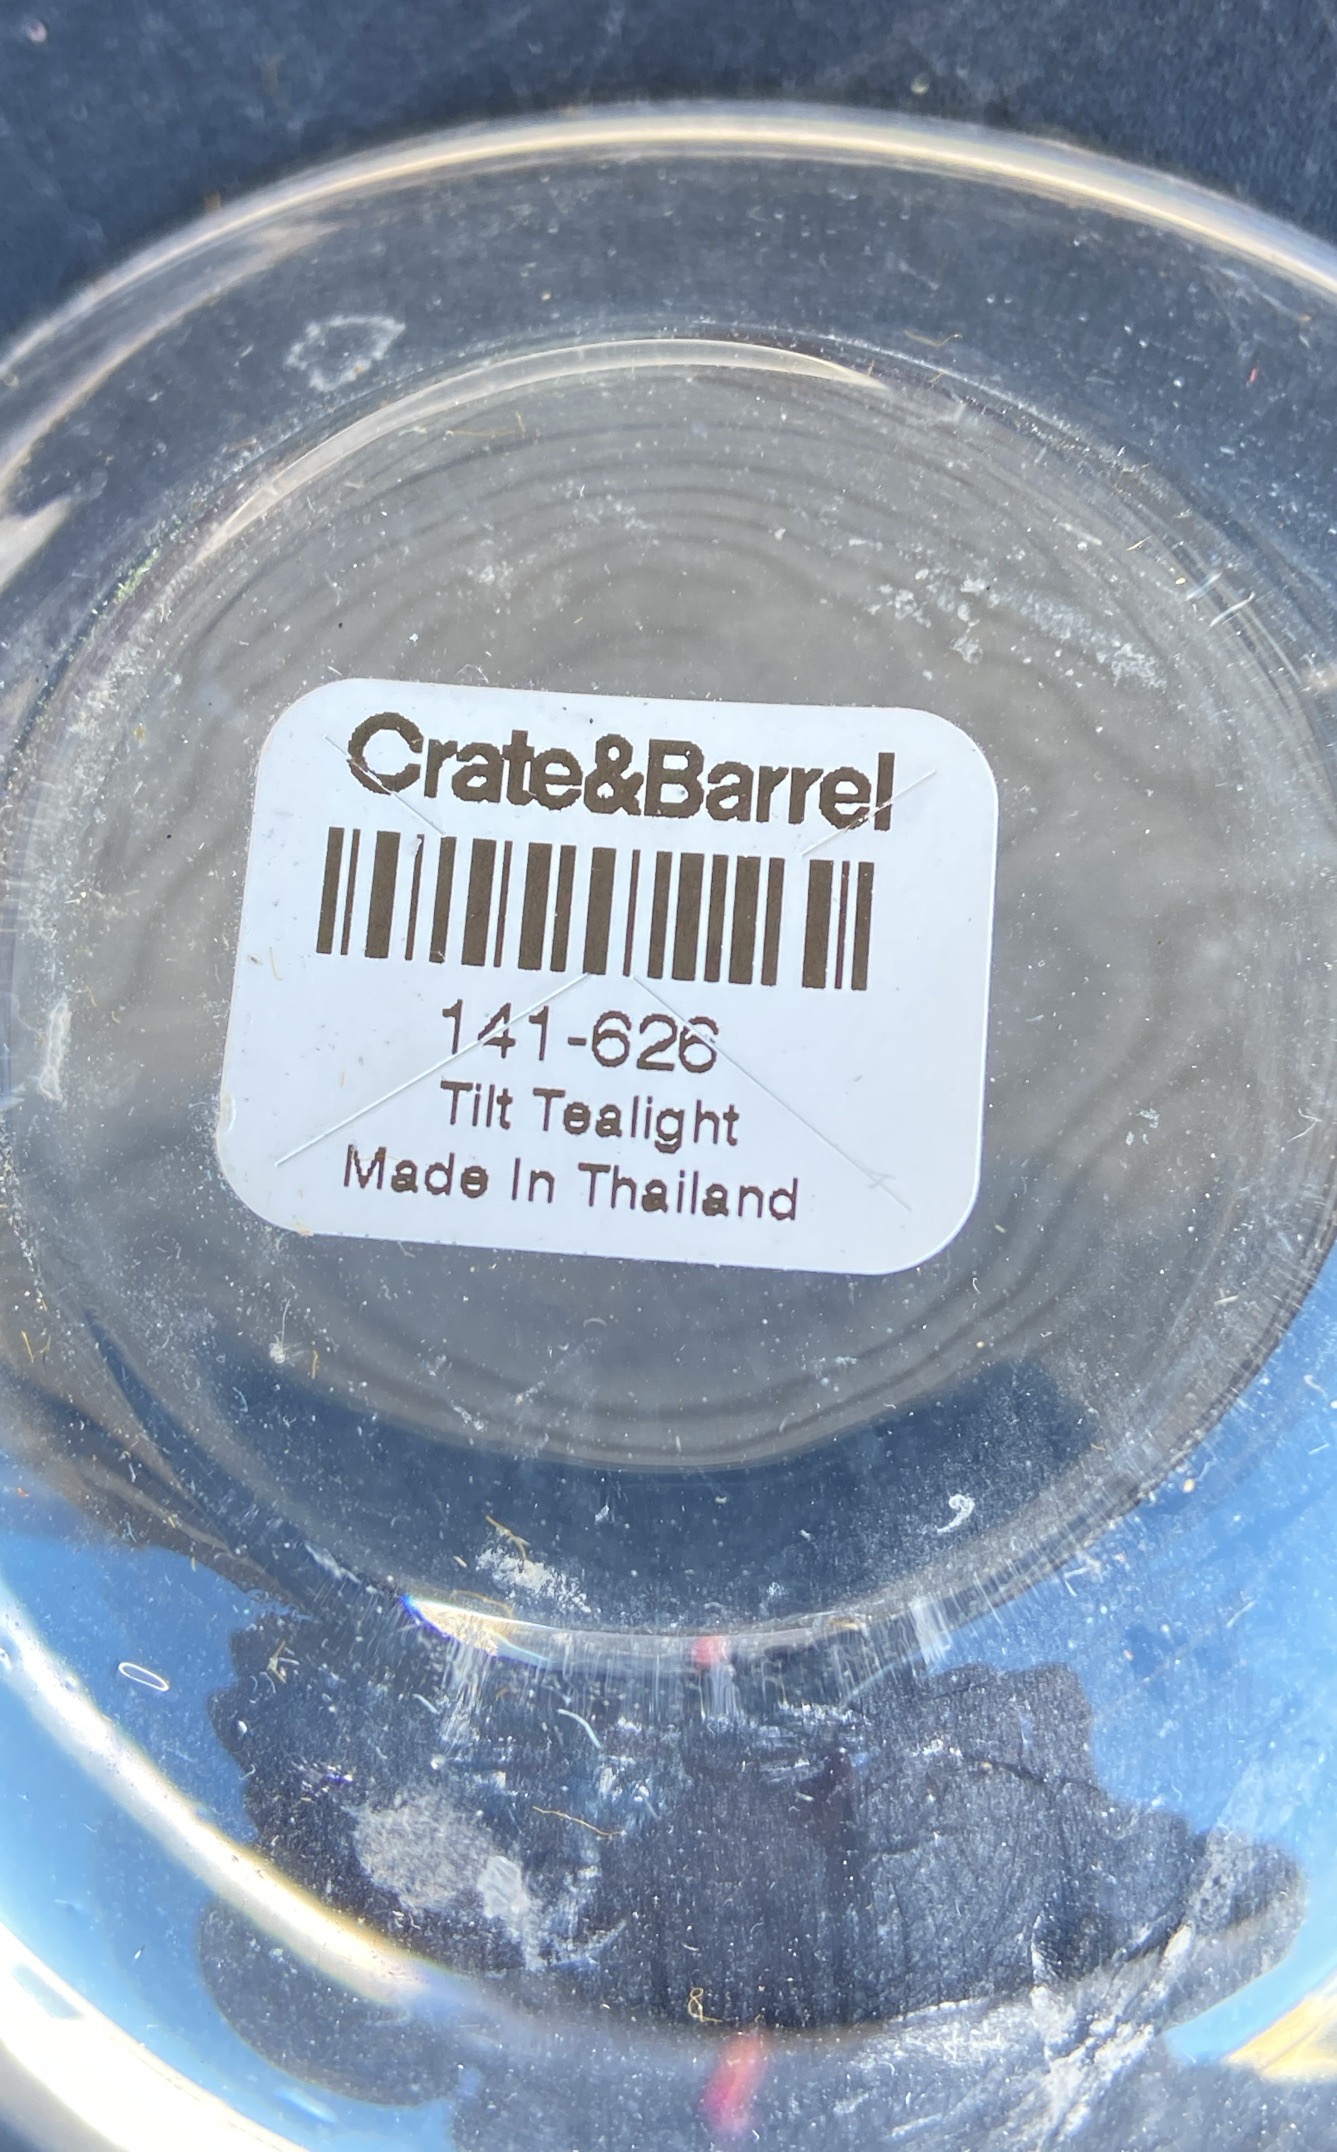 Crate&Barrel
141-626
Tilt Tealight
Made In Thailand